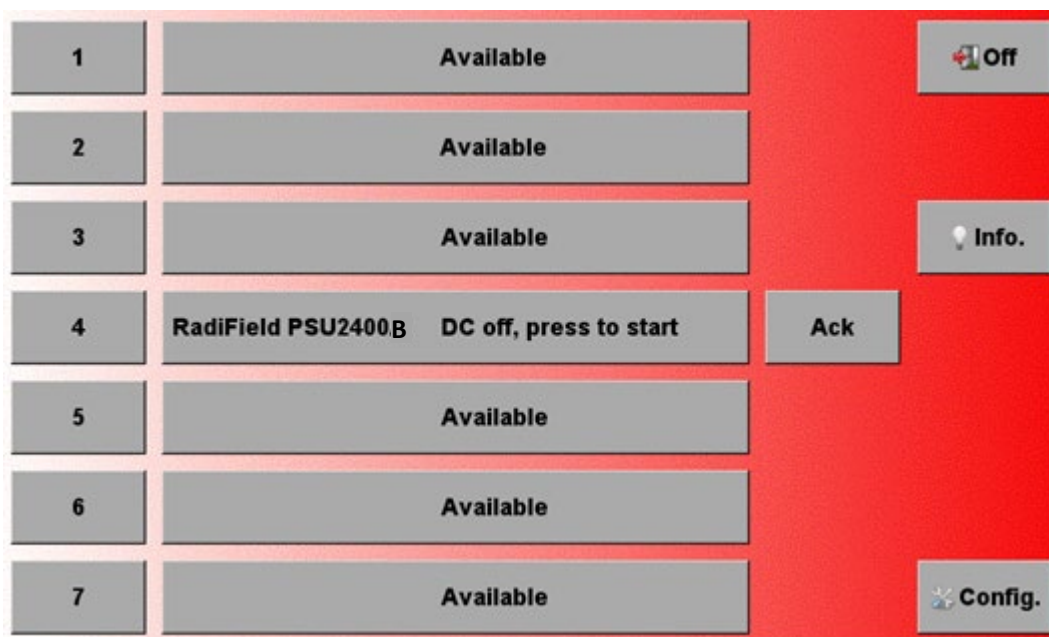 1 Available Off
2 Available
3 Available Info.
4 RadiField PSU2400B DC off, press to start Ack
5 Available
6 Available
7 Available Config.